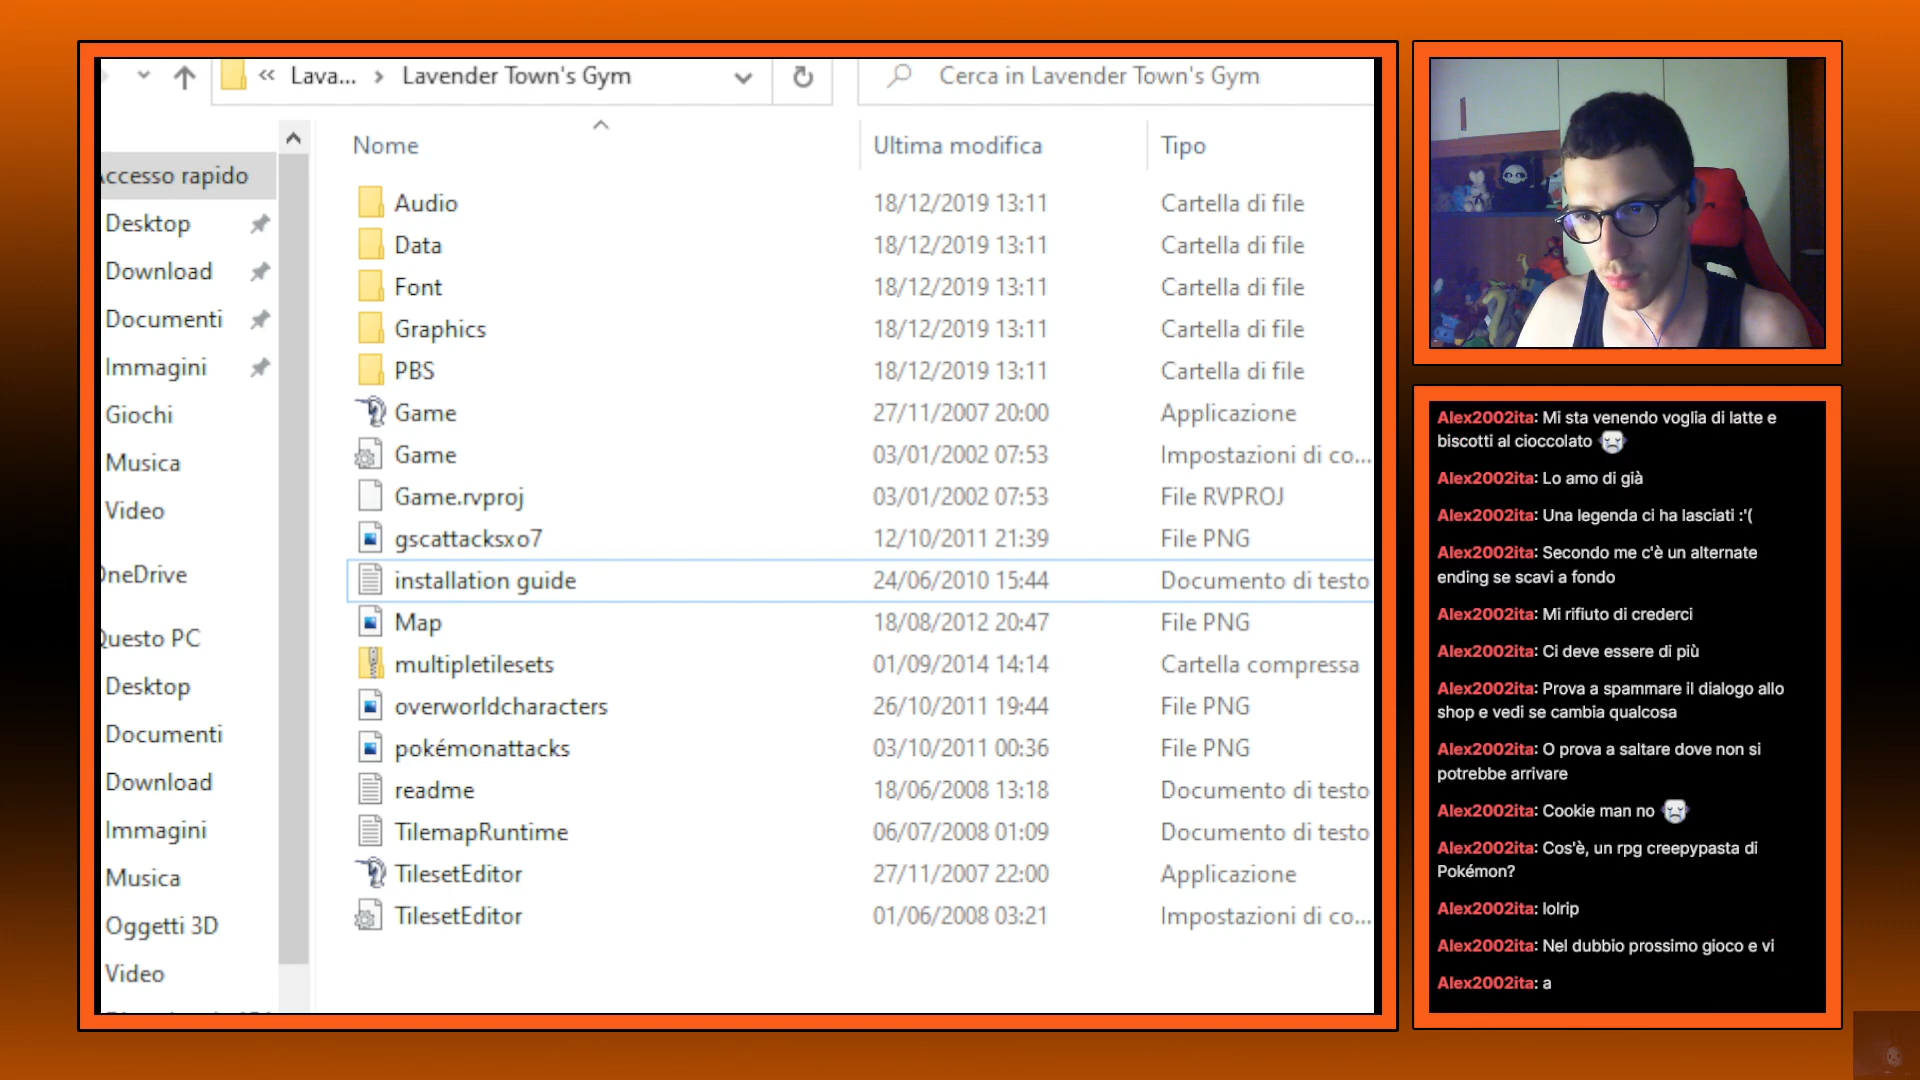 « Lava... › Lavender Town's Gym
Cerca in Lavender Town's Gym
Nome Ultima modifica Tipo
Accesso rapido
Desktop
Download
Documenti
Immagini
Giochi
Musica
Video
OneDrive
Questo PC
Desktop
Documenti
Download
Immagini
Musica
Oggetti 3D
Video
Audio 18/12/2019 13:11 Cartella di file
Data 18/12/2019 13:11 Cartella di file
Font 18/12/2019 13:11 Cartella di file
Graphics 18/12/2019 13:11 Cartella di file
PBS 18/12/2019 13:11 Cartella di file
Game 27/11/2007 20:00 Applicazione
Game 03/01/2002 07:53 Impostazioni di co...
Game.rvproj 03/01/2002 07:53 File RVPROJ
gscattacksxo7 12/10/2011 21:39 File PNG
installation guide 24/06/2010 15:44 Documento di testo
Map 18/08/2012 20:47 File PNG
multipletilesets 01/09/2014 14:14 Cartella compressa
overworldcharacters 26/10/2011 19:44 File PNG
pokémonattacks 03/10/2011 00:36 File PNG
readme 18/06/2008 13:18 Documento di testo
TilemapRuntime 06/07/2008 01:09 Documento di testo
TilesetEditor 27/11/2007 22:00 Applicazione
TilesetEditor 01/06/2008 03:21 Impostazioni di co...
Alex2002ita: Mi sta venendo voglia di latte e
biscotti al cioccolato
Alex2002ita: Lo amo di già
Alex2002ita: Una legenda ci ha lasciati :'(
Alex2002ita: Secondo me c'è un alternate
ending se scavi a fondo
Alex2002ita: Mi rifiuto di crederci
Alex2002ita: Ci deve essere di più
Alex2002ita: Prova a spammare il dialogo allo
shop e vedi se cambia qualcosa
Alex2002ita: O prova a saltare dove non si
potrebbe arrivare
Alex2002ita: Cookie man no
Alex2002ita: Cos'è, un rpg creepypasta di
Pokémon?
Alex2002ita: lolrip
Alex2002ita: Nel dubbio prossimo gioco e vi
Alex2002ita: a